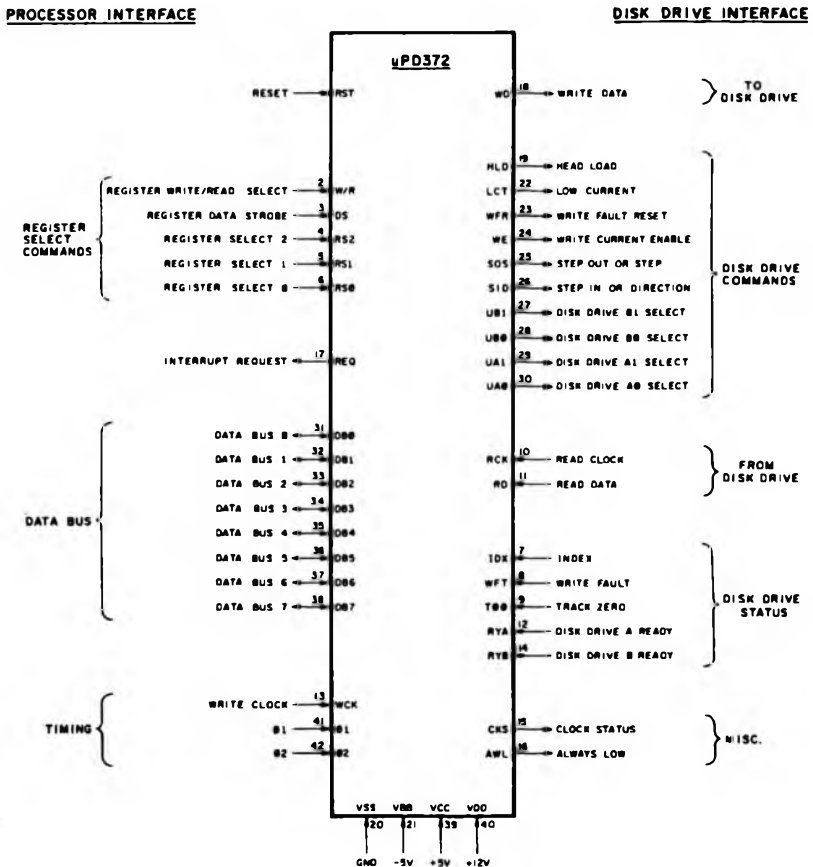 PROCESSOR INTERFACE
DISK DRIVE INTERFACE
uPD372
RESET RST
WD 18 WRITE DATA
TO
DISK DRIVE
REGISTER
SELECT
COMMANDS
REGISTER WRITE/READ SELECT 2 W/R
REGISTER DATA STROBE 3 DS
REGISTER SELECT 2 4 RS2
REGISTER SELECT 1 5 RS1
REGISTER SELECT 0 6 RS0
INTERRUPT REQUEST 17 REQ
HLD 19 HEAD LOAD
LCT 22 LOW CURRENT
WFR 23 WRITE FAULT RESET
WE 24 WRITE CURRENT ENABLE
SOS 25 STEP OUT OR STEP
SID 26 STEP IN OR DIRECTION
UB1 27 DISK DRIVE B1 SELECT
UB0 28 DISK DRIVE B0 SELECT
UA1 29 DISK DRIVE A1 SELECT
UA0 30 DISK DRIVE A0 SELECT
DISK DRIVE
COMMANDS
DATA BUS
DATA BUS 0 31 DB0
DATA BUS 1 32 DB1
DATA BUS 2 33 DB2
DATA BUS 3 34 DB3
DATA BUS 4 35 DB4
DATA BUS 5 36 DB5
DATA BUS 6 37 DB6
DATA BUS 7 38 DB7
RCK 10 READ CLOCK
RD 11 READ DATA
FROM
DISK DRIVE
IDX 7 INDEX
WFT 8 WRITE FAULT
T00 9 TRACK ZERO
RYA 12 DISK DRIVE A READY
RYB 14 DISK DRIVE B READY
DISK DRIVE
STATUS
TIMING
WRITE CLOCK 13 WCK
Ø1 41 Ø1
Ø2 42 Ø2
CKS 15 CLOCK STATUS
AWL 16 ALWAYS LOW
MISC.
VSS VBB VCC VDD
20 21 39 40
GND -5V +5V +12V